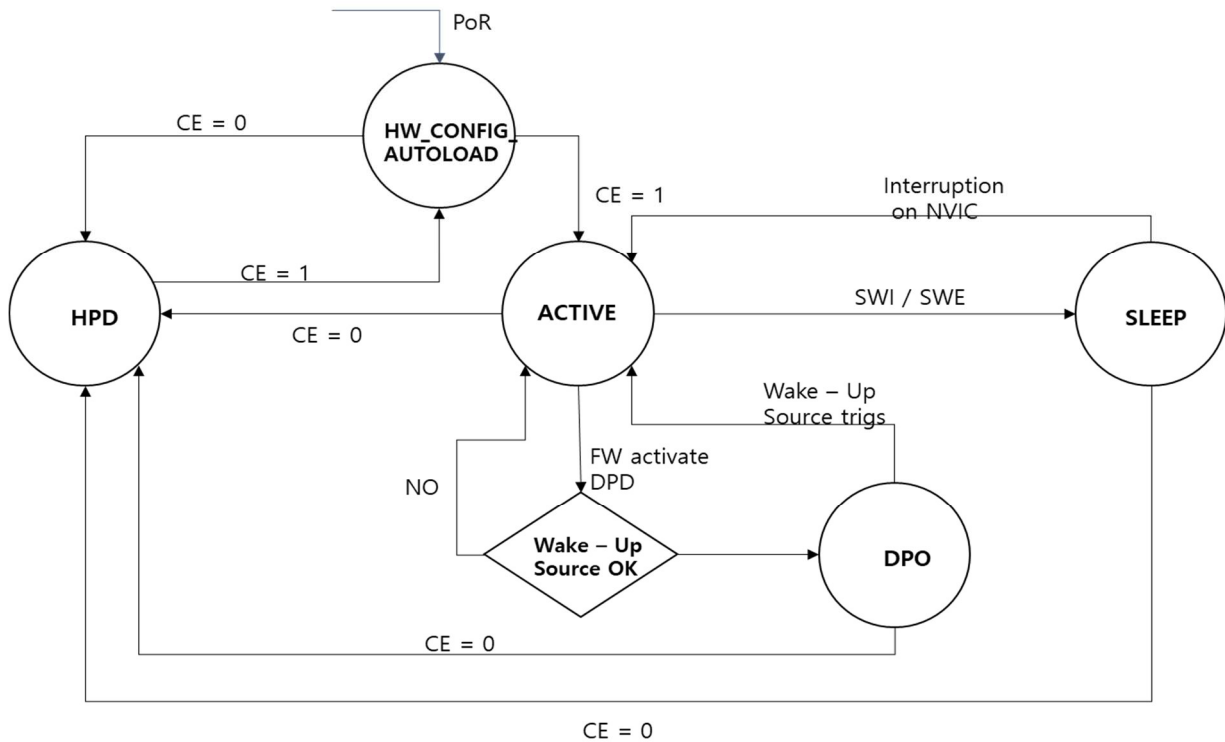 PoR
CE = 0
HW_CONFIG_
AUTOLOAD
CE = 1
Interruption
on NVIC
CE = 1
HPD
CE = 0
ACTIVE
SWI / SWE
SLEEP
Wake – Up
Source trigs
FW activate
DPD
NO
Wake – Up
Source OK
DPO
CE = 0
CE = 0